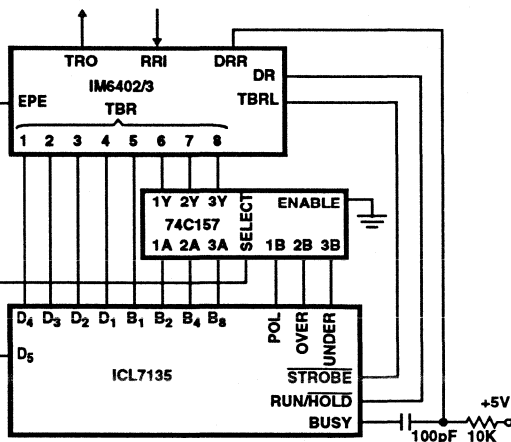 TRO RRI DRR
IM6402/3 DR
EPE TBR TBRL
1 2 3 4 5 6 7 8
1Y 2Y 3Y ENABLE
74C157 SELECT
1A 2A 3A 1B 2B 3B
D4 D3 D2 D1 B1 B2 B4 B8 POL OVER UNDER
D5
ICL7135 STROBE
RUN/HOLD
BUSY
+5V
100pF 10K